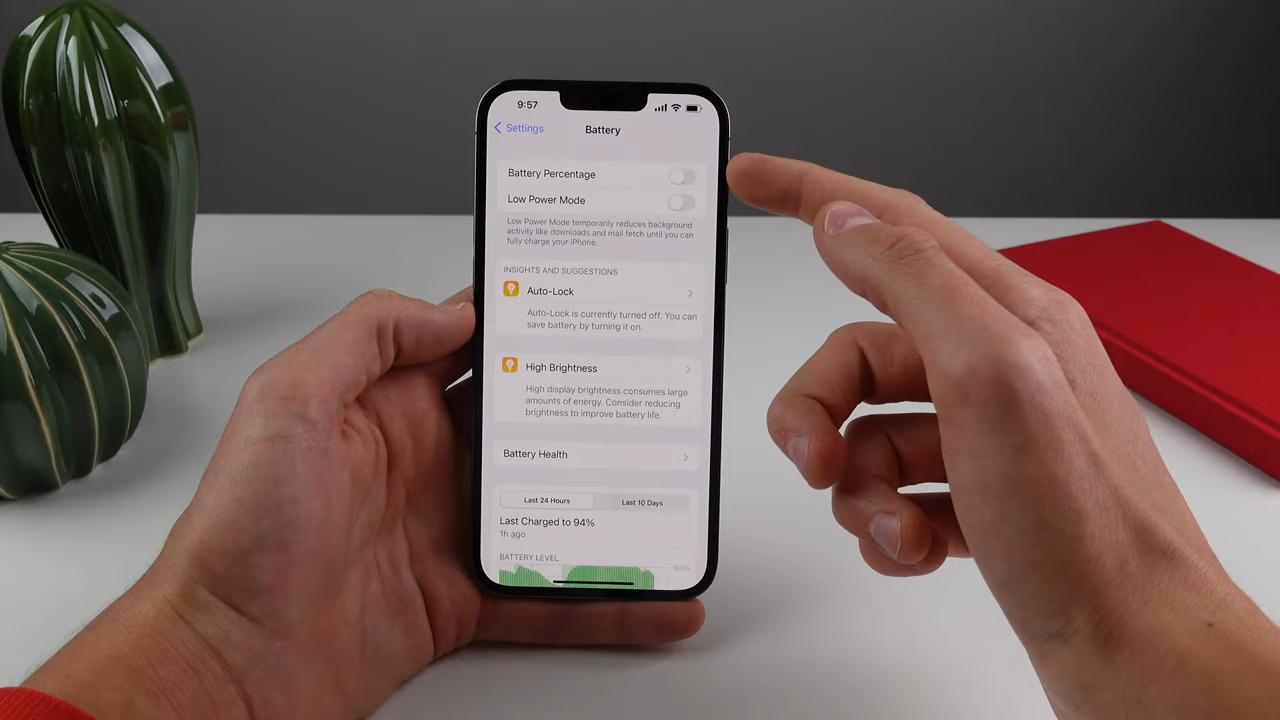 9:57
Settings
Battery
Battery Percentage
Low Power Mode
Low Power Mode temporarily reduces background
activity like downloads and mail fetch until you can
fully charge your iPhone.
INSIGHTS AND SUGGESTIONS
Auto-Lock
Auto-Lock is currently turned off. You can
save battery by turning it on.
High Brightness
High display brightness consumes large
amounts of energy. Consider reducing
brightness to improve battery life.
Battery Health
Last 24 Hours
Last 10 Days
Last Charged to 94%
1h ago
BATTERY LEVEL
100%